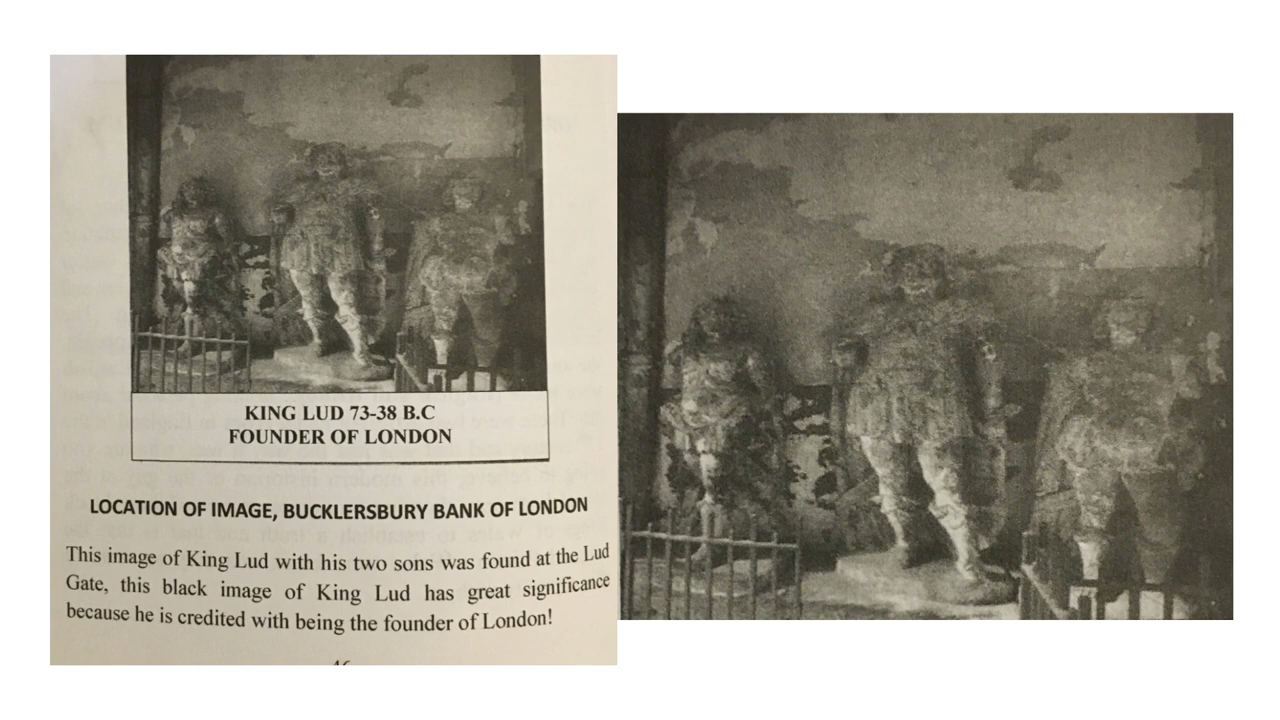 KING LUD 73-38 B.C
FOUNDER OF LONDON
LOCATION OF IMAGE, BUCKLERSBURY BANK OF LONDON
This image of King Lud with his two sons was found at the Lud
Gate, this black image of King Lud has great significance
because he is credited with being the founder of London!